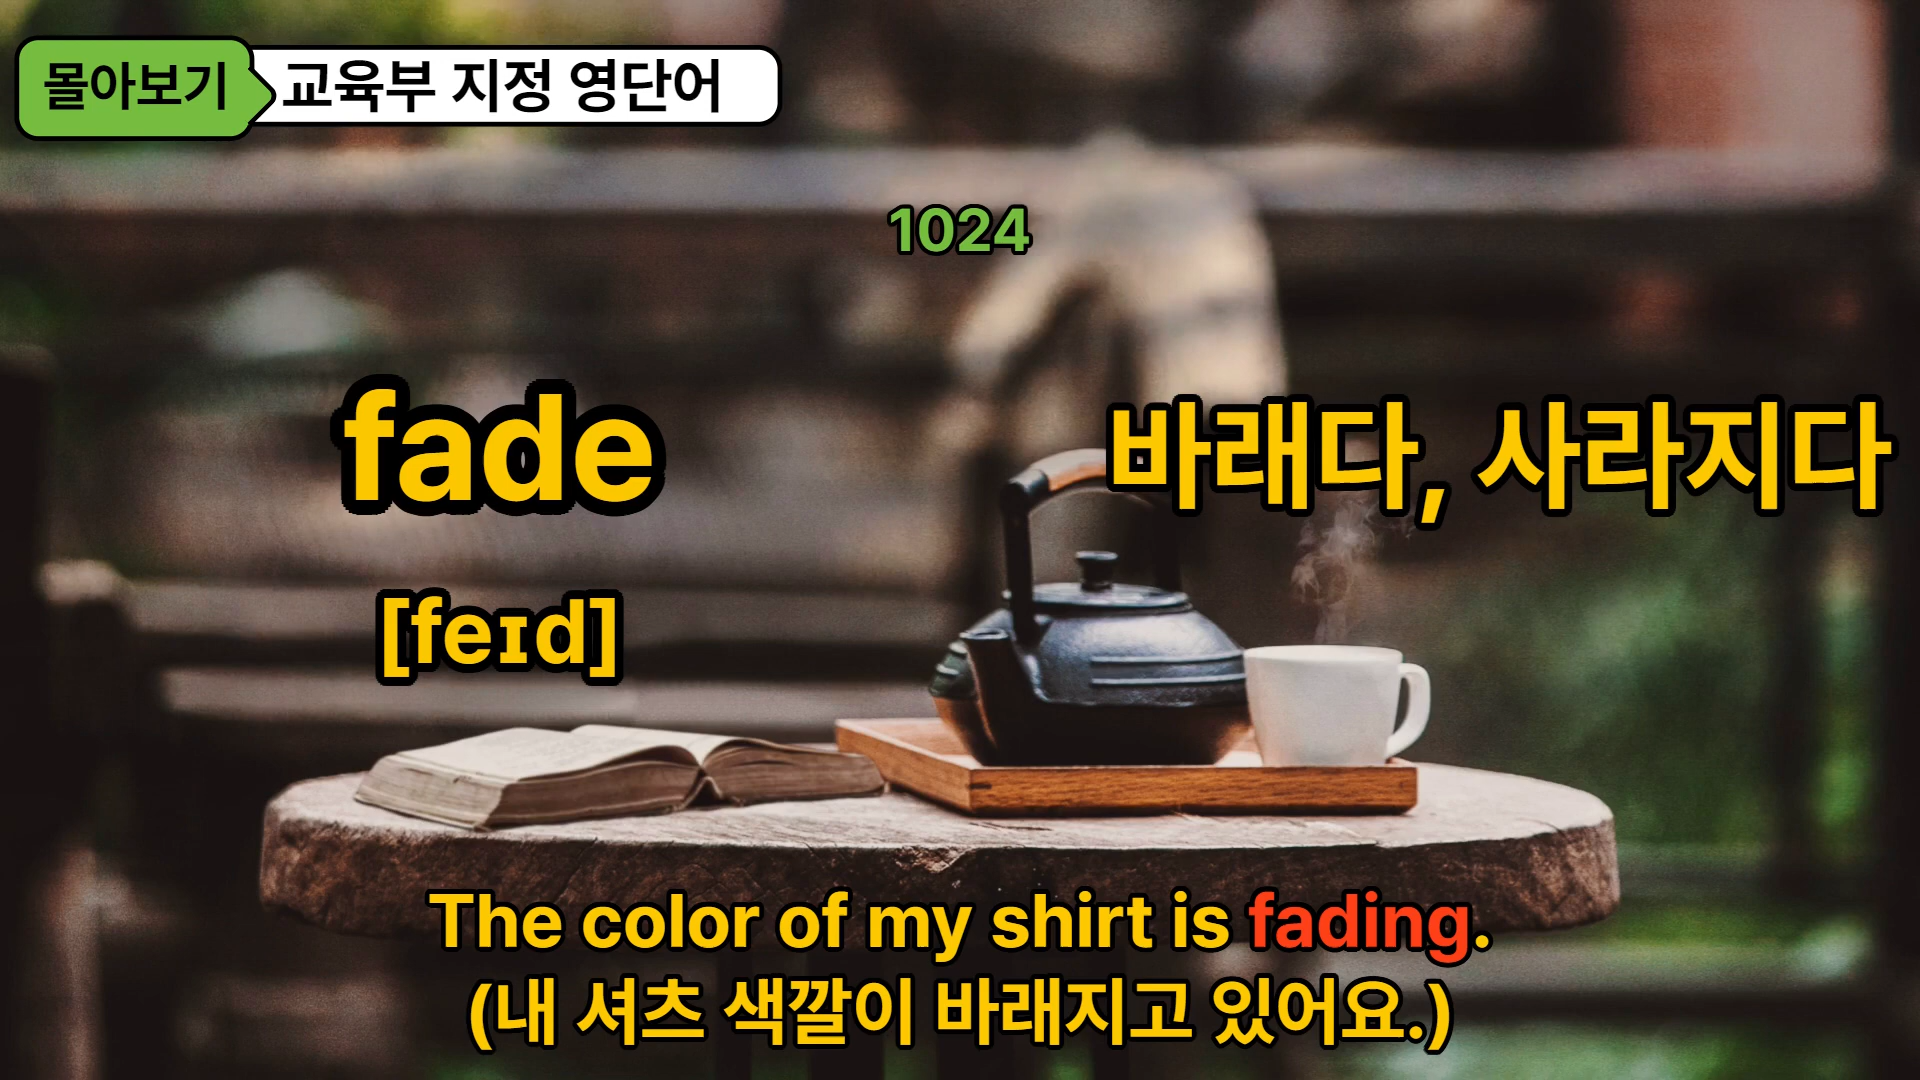 몰아보기 교육부 지정 영단어
1024
fade
바래다, 사라지다
[feɪd]
The color of my shirt is fading.
(내 셔츠 색깔이 바래지고 있어요.)